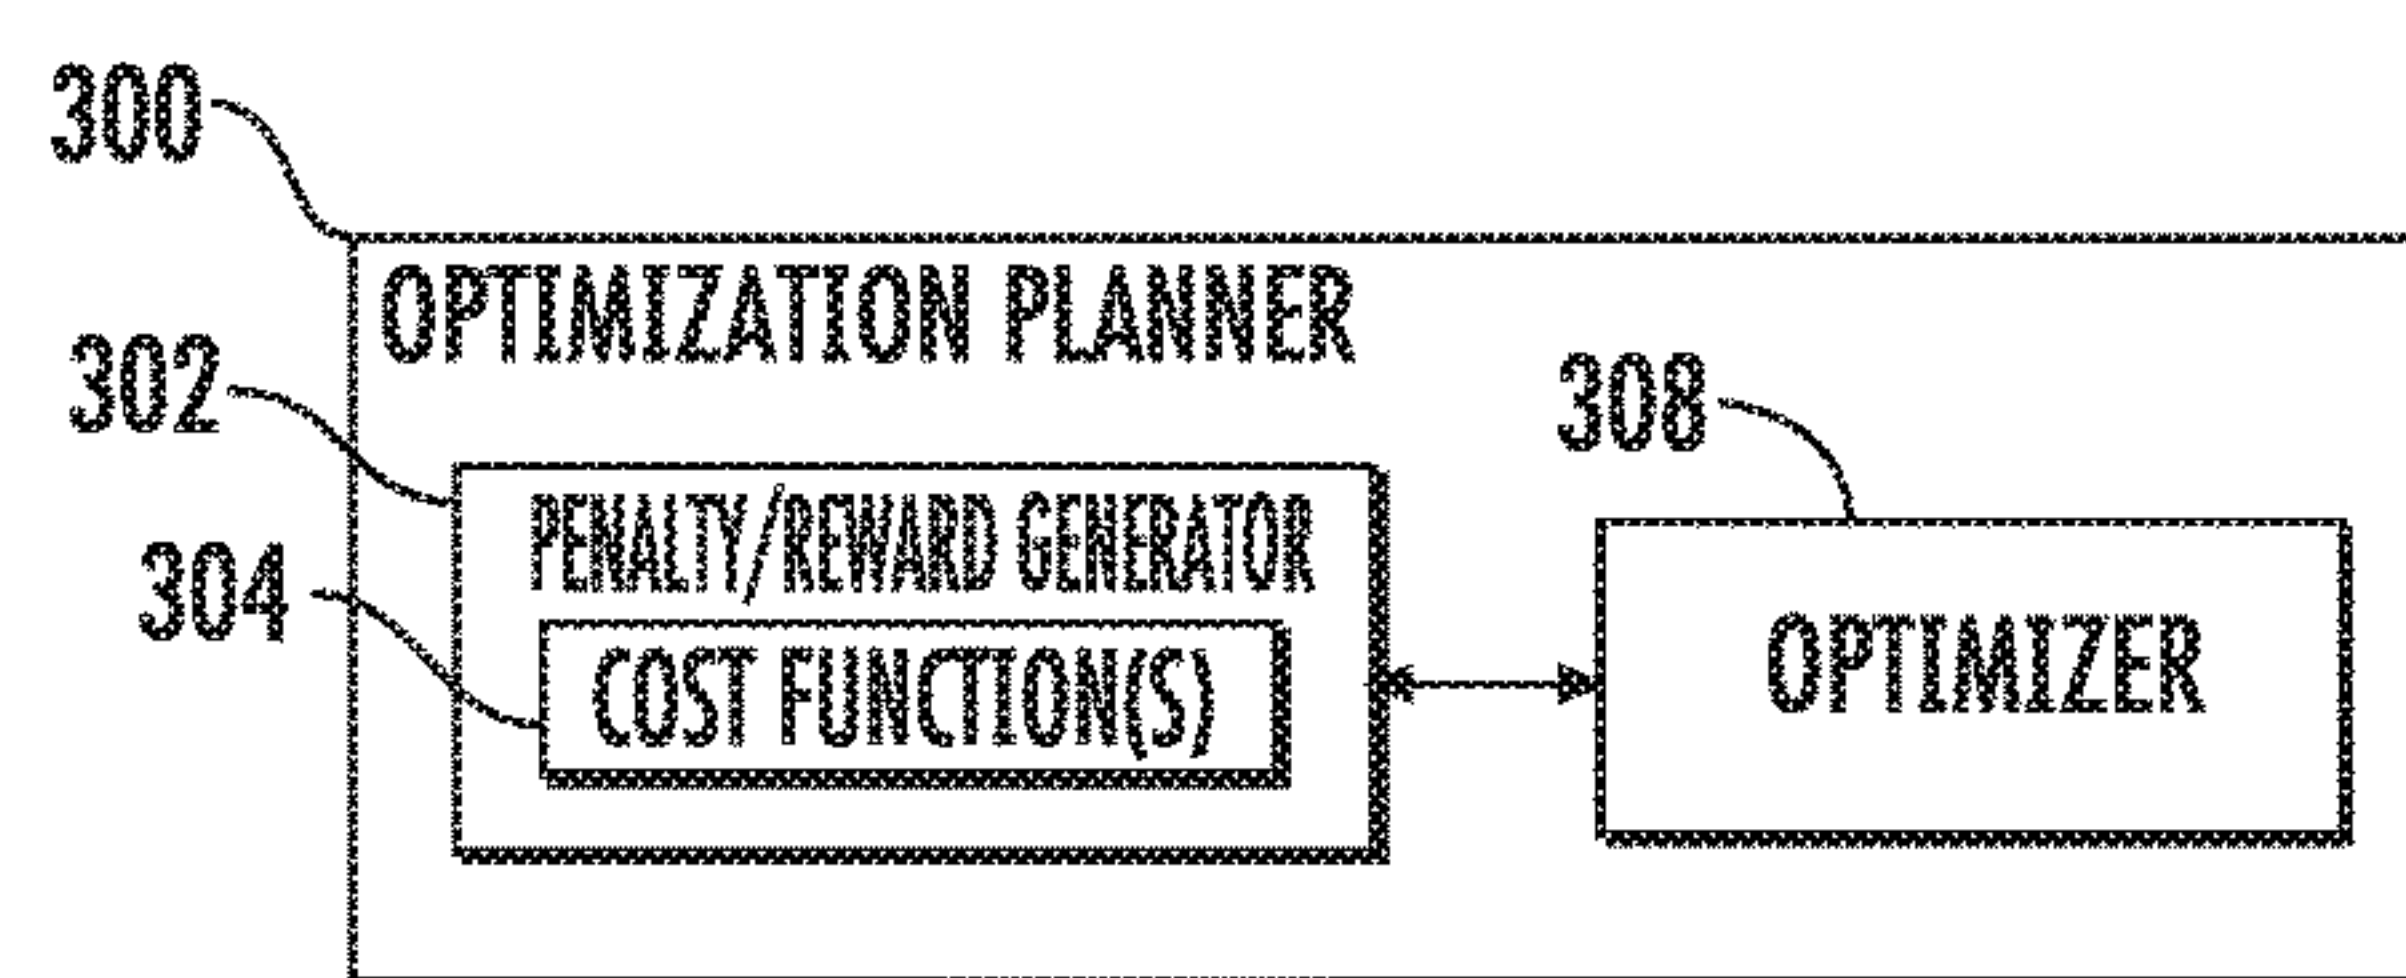 300
OPTIMIZATION PLANNER
302
308
PENALTY/REWARD GENERATOR
304
COST FUNCTION(S)
OPTIMIZER